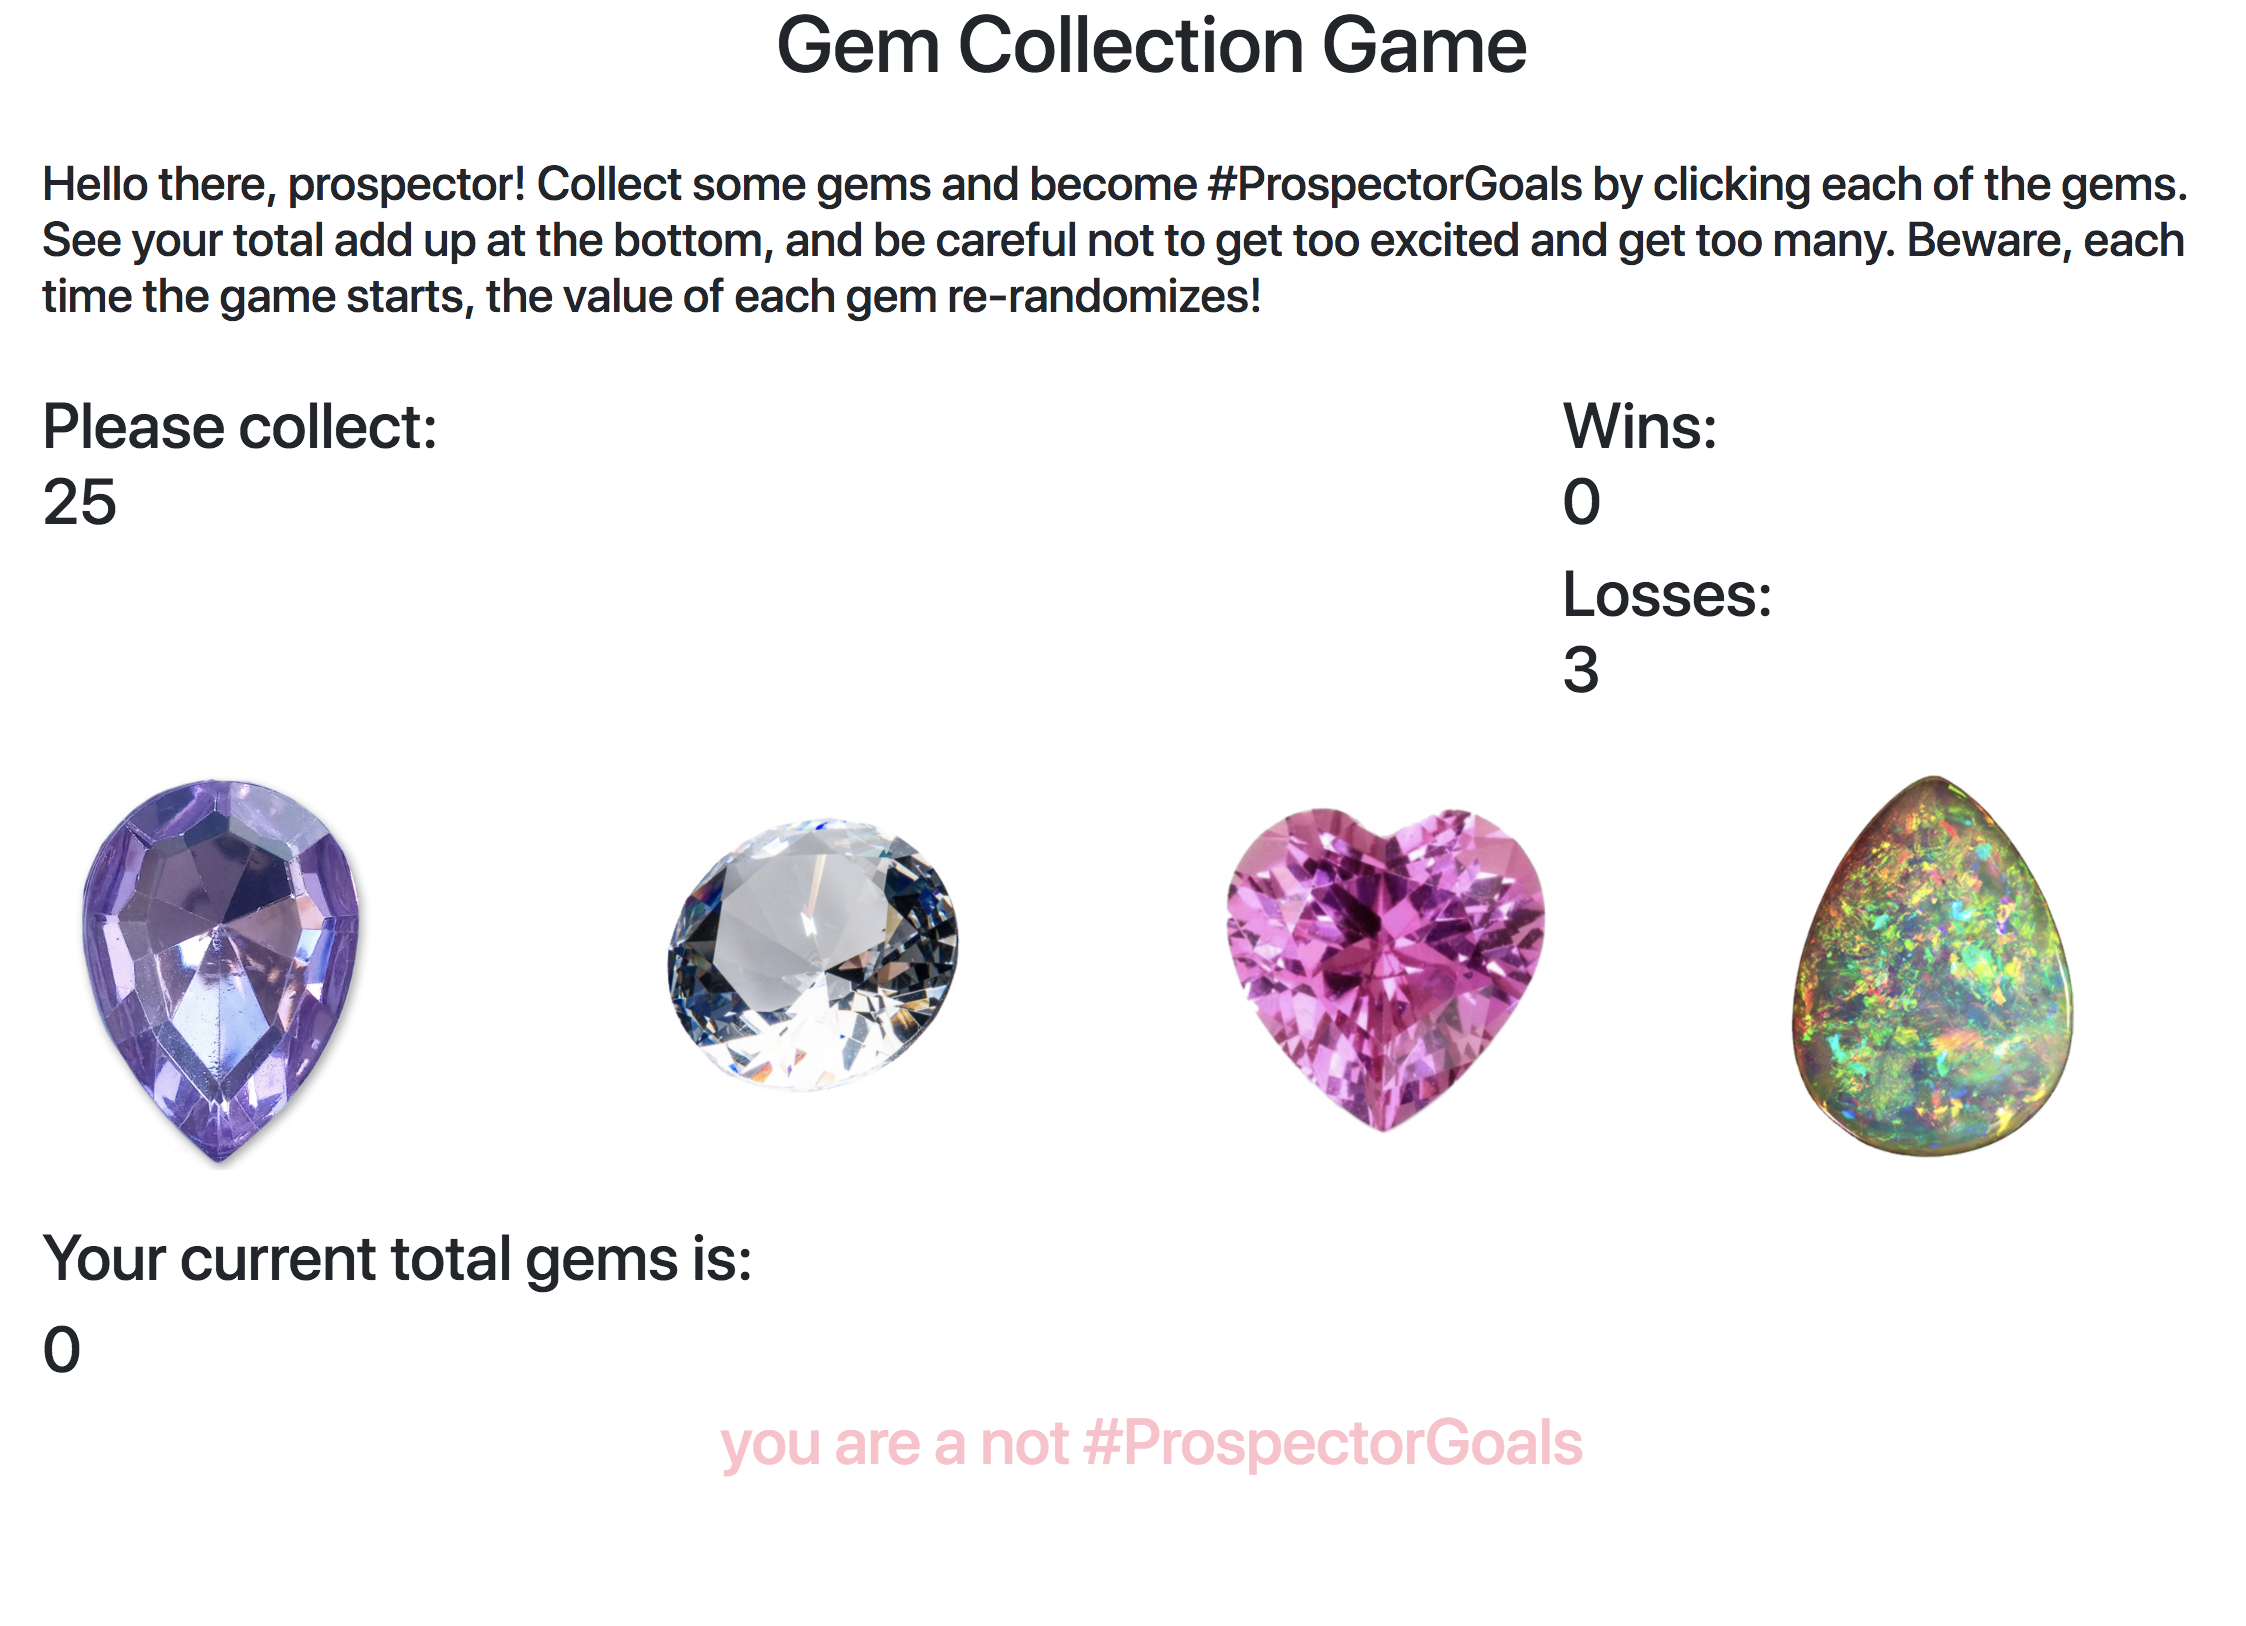 Gem Collection Game
Hello there, prospector! Collect some gems and become #ProspectorGoals by clicking each of the gems.
See your total add up at the bottom, and be careful not to get too excited and get too many. Beware, each
time the game starts, the value of each gem re-randomizes!
Please collect:
25
Wins:
0
Losses:
3
Your current total gems is:
0
you are a not #ProspectorGoals